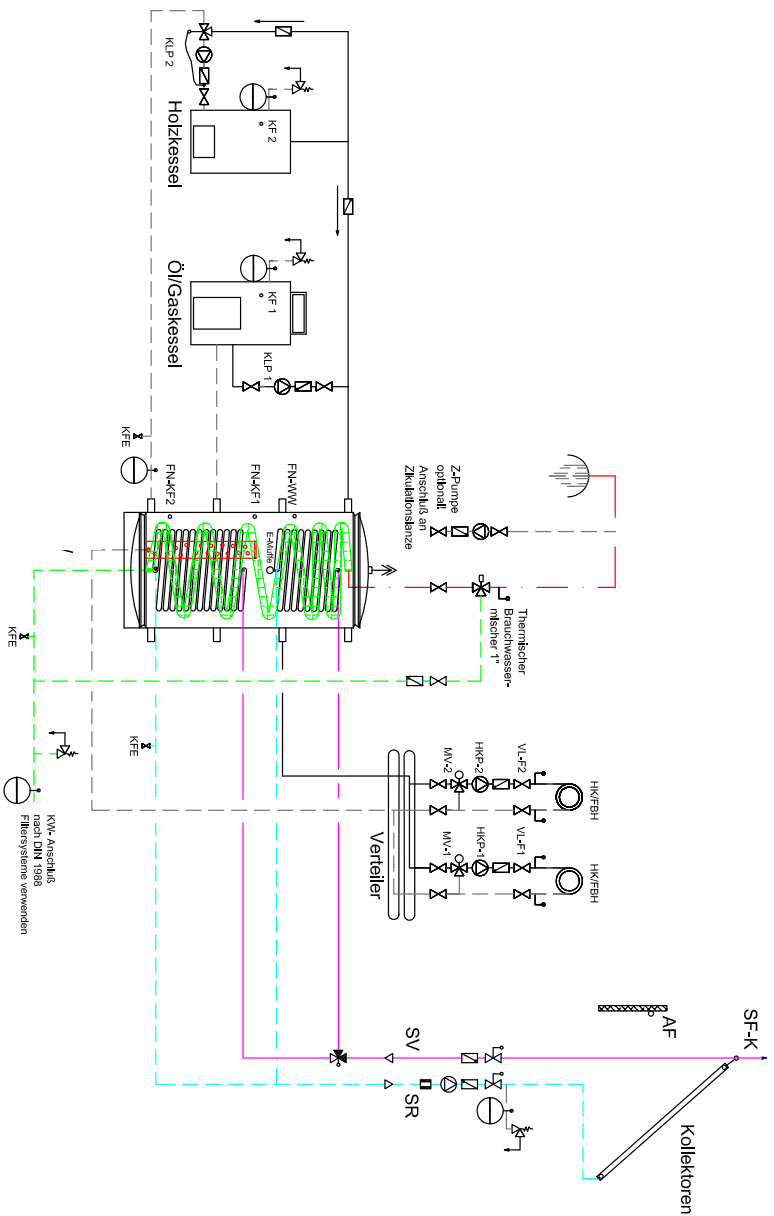 KLP 2
Holzkessel
KF 2
Öl/Gaskessel
KF 1
KLP 1
KFE
FN-KF2
FN-KF1
FN-WW
E-Muffe
Z-Pumpe
optional:
Anschluß an
Zikulationslanze
Thermischer
Brauchwasser-
mischer 1"
KFE
KFE
KW- Anschluß
nach DIN 1988
Filtersysteme verwenden
Verteiler
MV-2
HKP-2
VL-F2
HK/FBH
MV-1
HKP-1
VL-F1
HK/FBH
AF
SF-K
SV
SR
Kollektoren